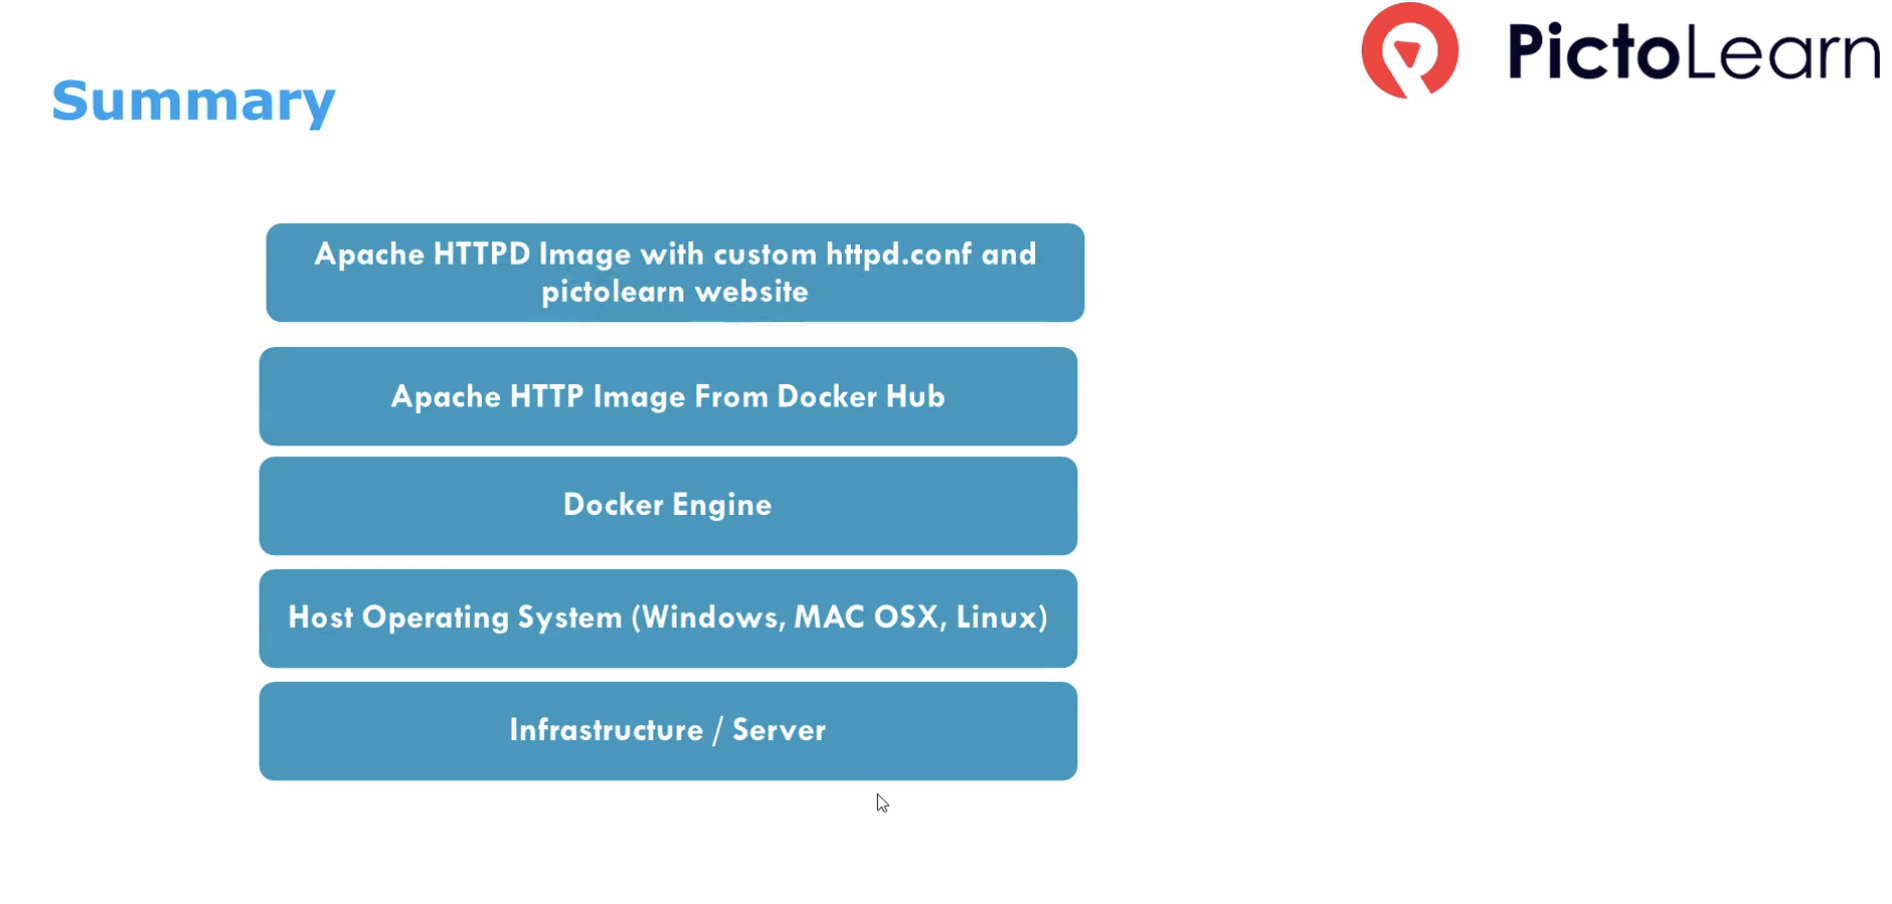 PictoLearn
Summary
Apache HTTPD Image with custom httpd.conf and
pictolearn website
Apache HTTP Image From Docker Hub
Docker Engine
Host Operating System (Windows, MAC OSX, Linux)
Infrastructure / Server